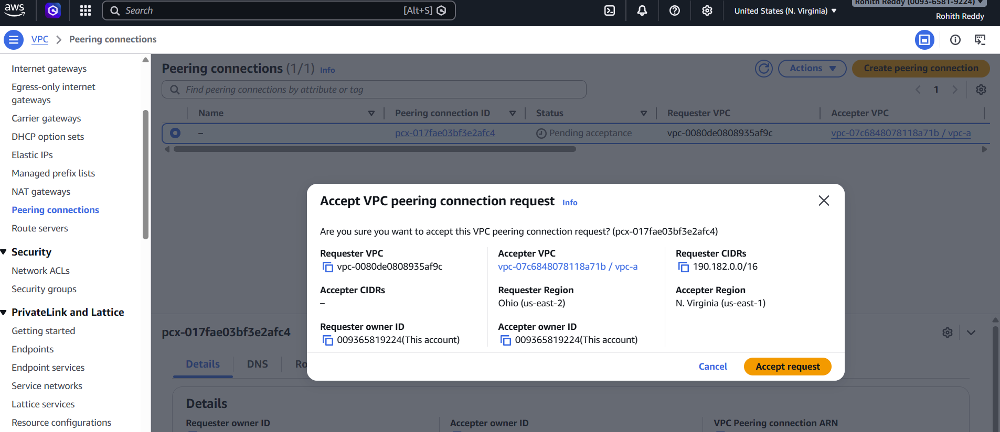 aws
Search
[Alt+S]
United States (N. Virginia)
Rohith Reddy (0093-6581-9224)
Rohith Reddy
VPC
Peering connections
Internet gateways
Egress-only internet
gateways
Carrier gateways
DHCP option sets
Elastic IPs
Managed prefix lists
NAT gateways
Peering connections
Route servers
Security
Network ACLs
Security groups
PrivateLink and Lattice
Getting started
Endpoints
Endpoint services
Service networks
Lattice services
Resource configurations
Peering connections (1/1) Info
Actions
Create peering connection
Find peering connections by attribute or tag
1
Name
Peering connection ID
Status
Requester VPC
Accepter VPC
–
pcx-017fae03bf3e2afc4
Pending acceptance
vpc-0080de0808935af9c
vpc-07c6848078118a71b / vpc-a
Accept VPC peering connection request Info
Are you sure you want to accept this VPC peering connection request? (pcx-017fae03bf3e2afc4)
Requester VPC
vpc-0080de0808935af9c
Accepter VPC
vpc-07c6848078118a71b / vpc-a
Requester CIDRs
190.182.0.0/16
Accepter CIDRs
–
Requester Region
Ohio (us-east-2)
Accepter Region
N. Virginia (us-east-1)
Requester owner ID
009365819224(This account)
Accepter owner ID
009365819224(This account)
Cancel
Accept request
pcx-017fae03bf3e2afc4
Details
DNS
Ro
Details
Requester owner ID
Accepter owner ID
VPC Peering connection ARN